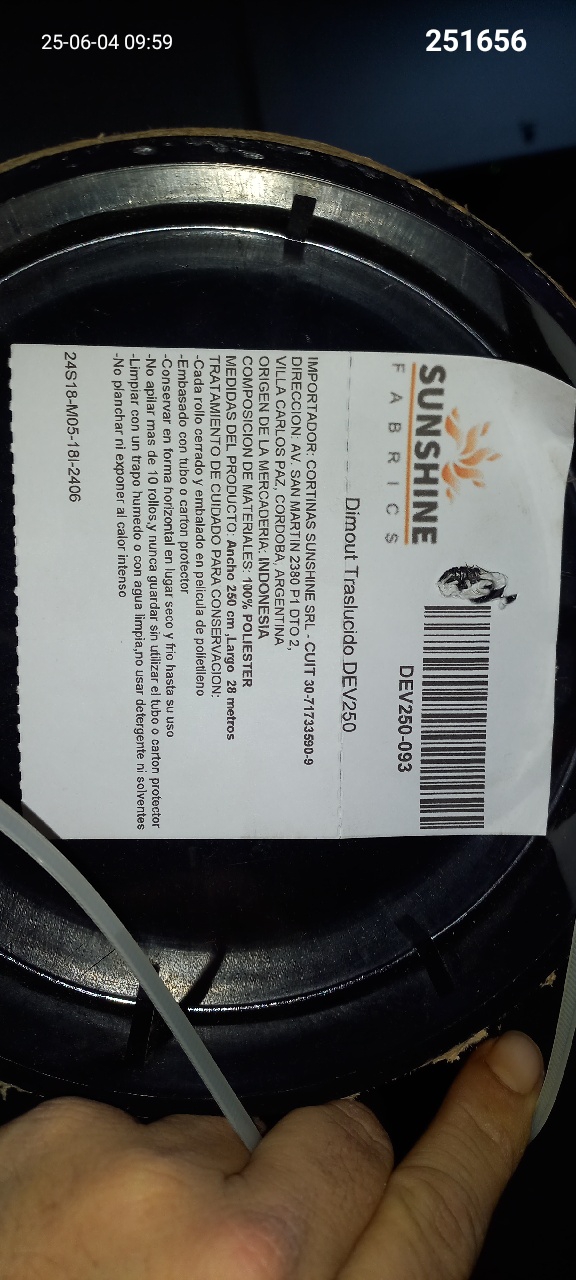 25-06-04 09:59
251656
SUNSHINE
FABRICS
DEV250-093
Dimout Traslucido DEV250
IMPORTADOR: CORTINAS SUNSHINE SRL - CUIT 30-71733590-9
DIRECCION: AV. SAN MARTIN 2380 P1 DTO 2,
VILLA CARLOS PAZ, CORDOBA, ARGENTINA
ORIGEN DE LA MERCADERIA: INDONESIA
COMPOSICION DE MATERIALES: 100% POLIESTER
MEDIDAS DEL PRODUCTO: Ancho 250 cm ,Largo 28 metros
TRATAMIENTO DE CUIDADO PARA CONSERVACION:
-Cada rollo cerrado y embalado en pelicula de polietileno
-Embasado con tubo o carton protector
-Conservar en forma horizontal en lugar seco y frio hasta su uso
-No apilar mas de 10 rollos,y nunca guardar sin utilizar el tubo o carton protector
-Limpiar con un trapo humedo o con agua limpia,no usar detergente ni solventes
-No planchar ni exponer al calor intenso
24S18-M05-18I-2406